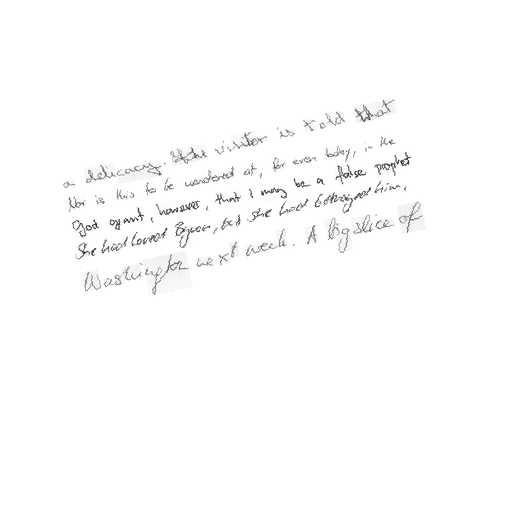 a delicacy. If the visitor is told that
Nor is this to be wondered at, for even today, in the
God grant, however, that I may be a false prophet
She had loved Byron, but she had betrayed him.
Washington next week. A big slice of